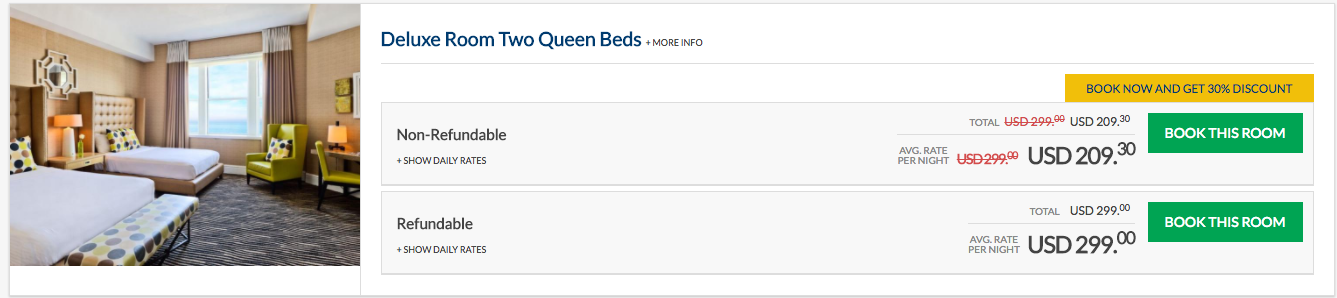 Deluxe Room Two Queen Beds + MORE INFO
BOOK NOW AND GET 30% DISCOUNT
Non-Refundable
+ SHOW DAILY RATES
TOTAL USD 299.00 USD 209.30
AVG. RATE
PER NIGHT USD 299.00 USD 209.30
BOOK THIS ROOM
Refundable
+ SHOW DAILY RATES
TOTAL USD 299.00
AVG. RATE
PER NIGHT USD 299.00
BOOK THIS ROOM